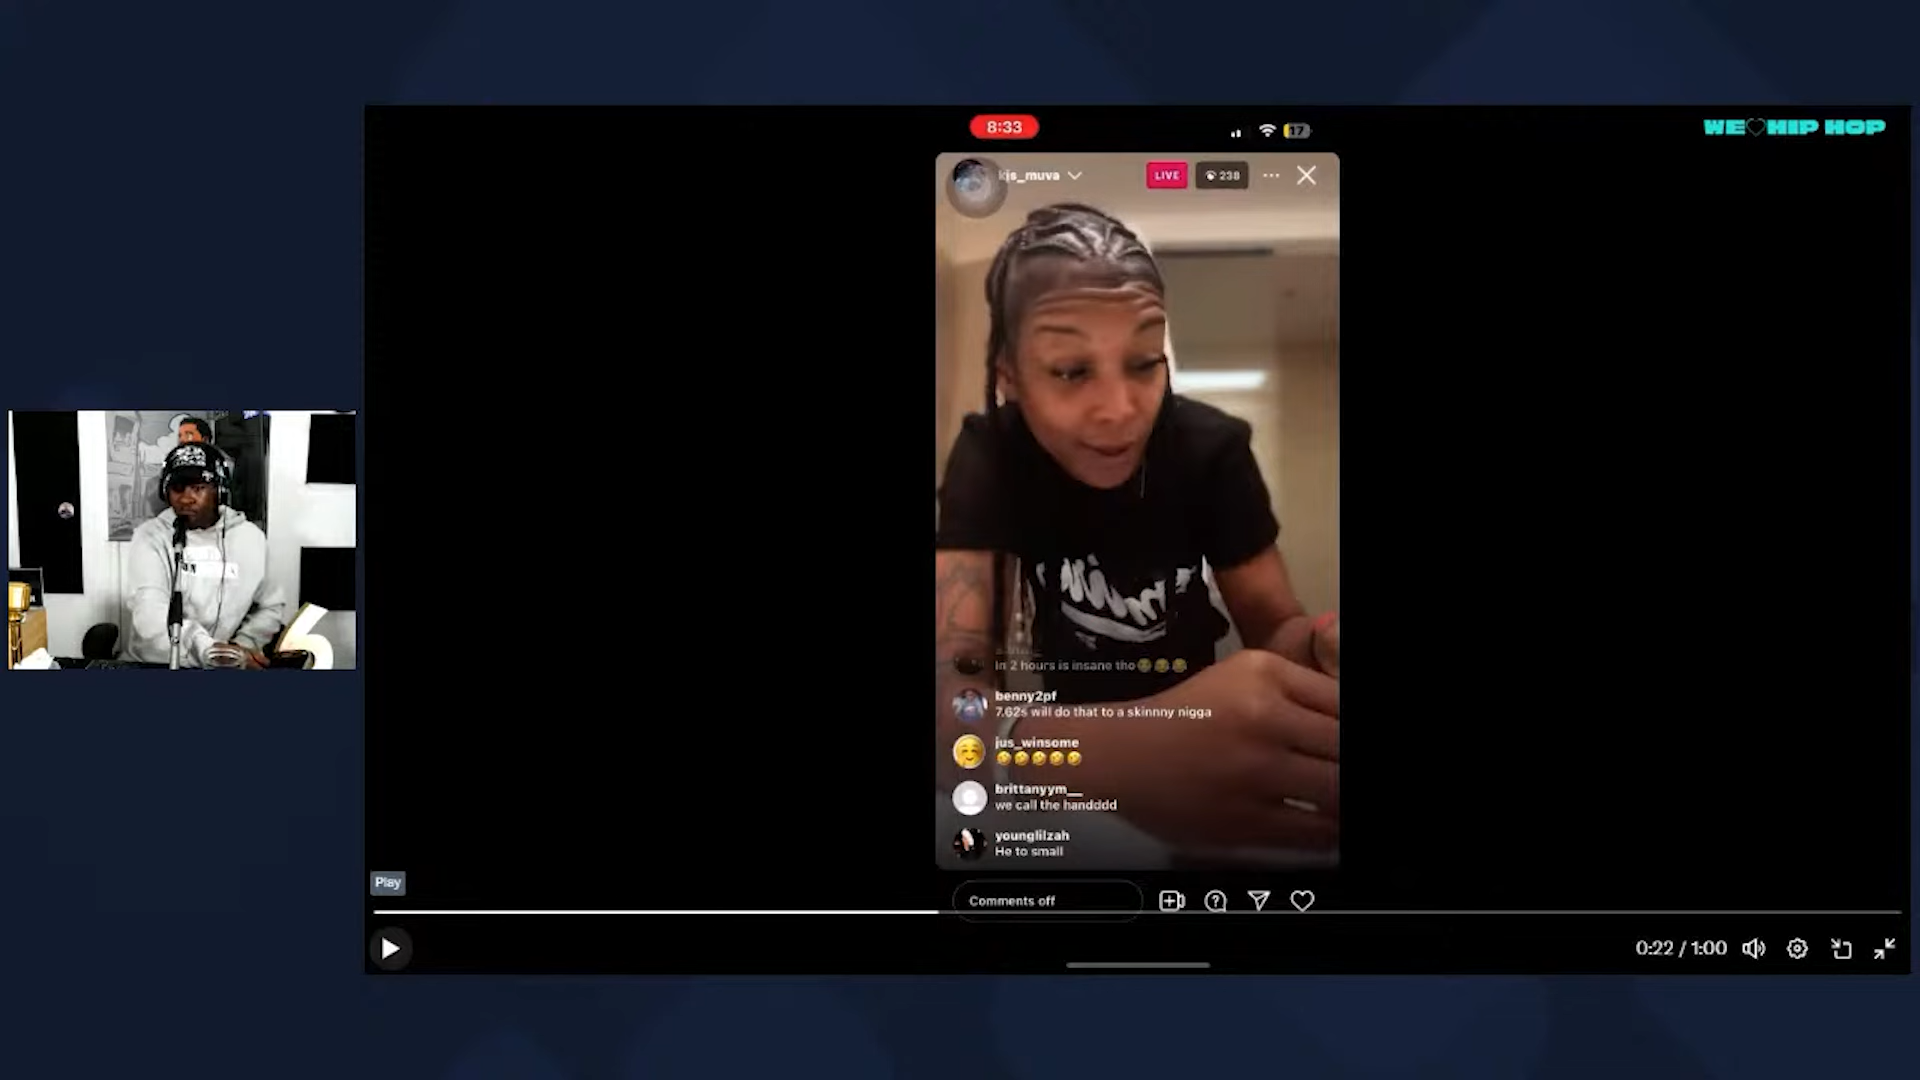 8:33
17
WE♡HIP HOP
kjs_muva
LIVE
238
In 2 hours is insane tho😂😂😂
benny2pf
7.62s will do that to a skinnny nigga
jus_winsome
🤣🤣🤣🤣🤣
brittanyym__
we call the handddd
younglilzah
He to small
Play
Comments off
0:22 / 1:00